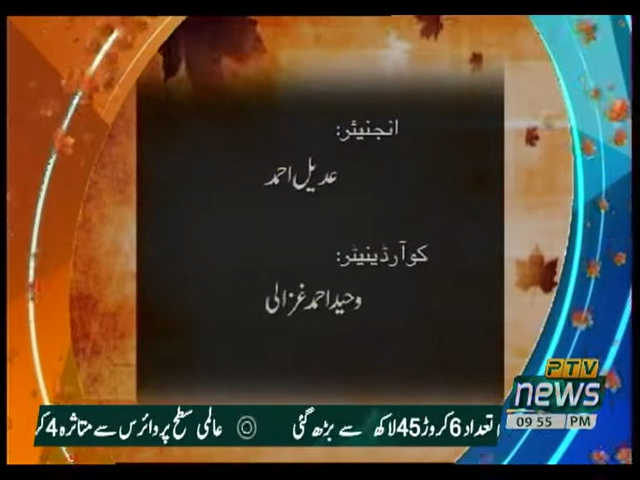 انجنیئر:
عدیل احمد
کوآرڈینیٹر:
وحید احمد غزالی
PTV
news
09:55 PM
تعداد 6 کروڑ 45 لاکھ سے بڑھ گئی ◎ عالمی سطح پر وائرس سے متاثرہ 4